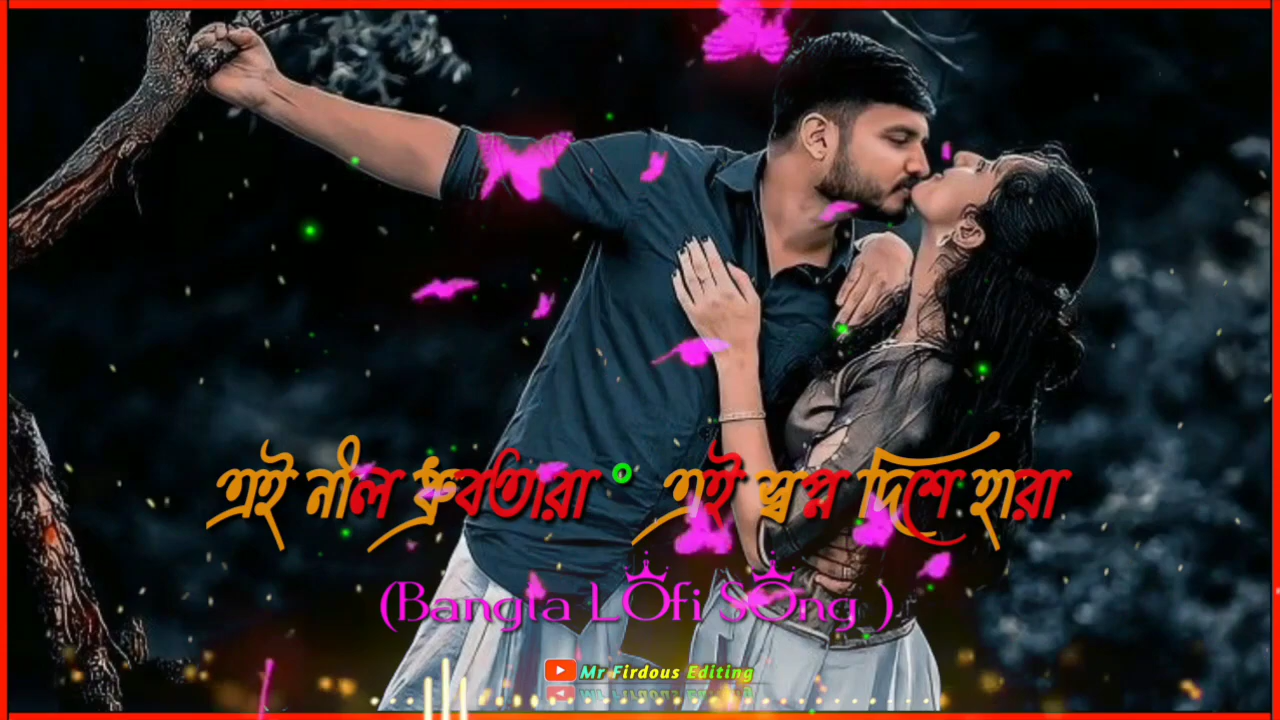 এই নীল ধ্রুবতারা ° এই স্বপ্ন দিশে হারা
(Bangla LOfi SOng )
Mr Firdous Editing